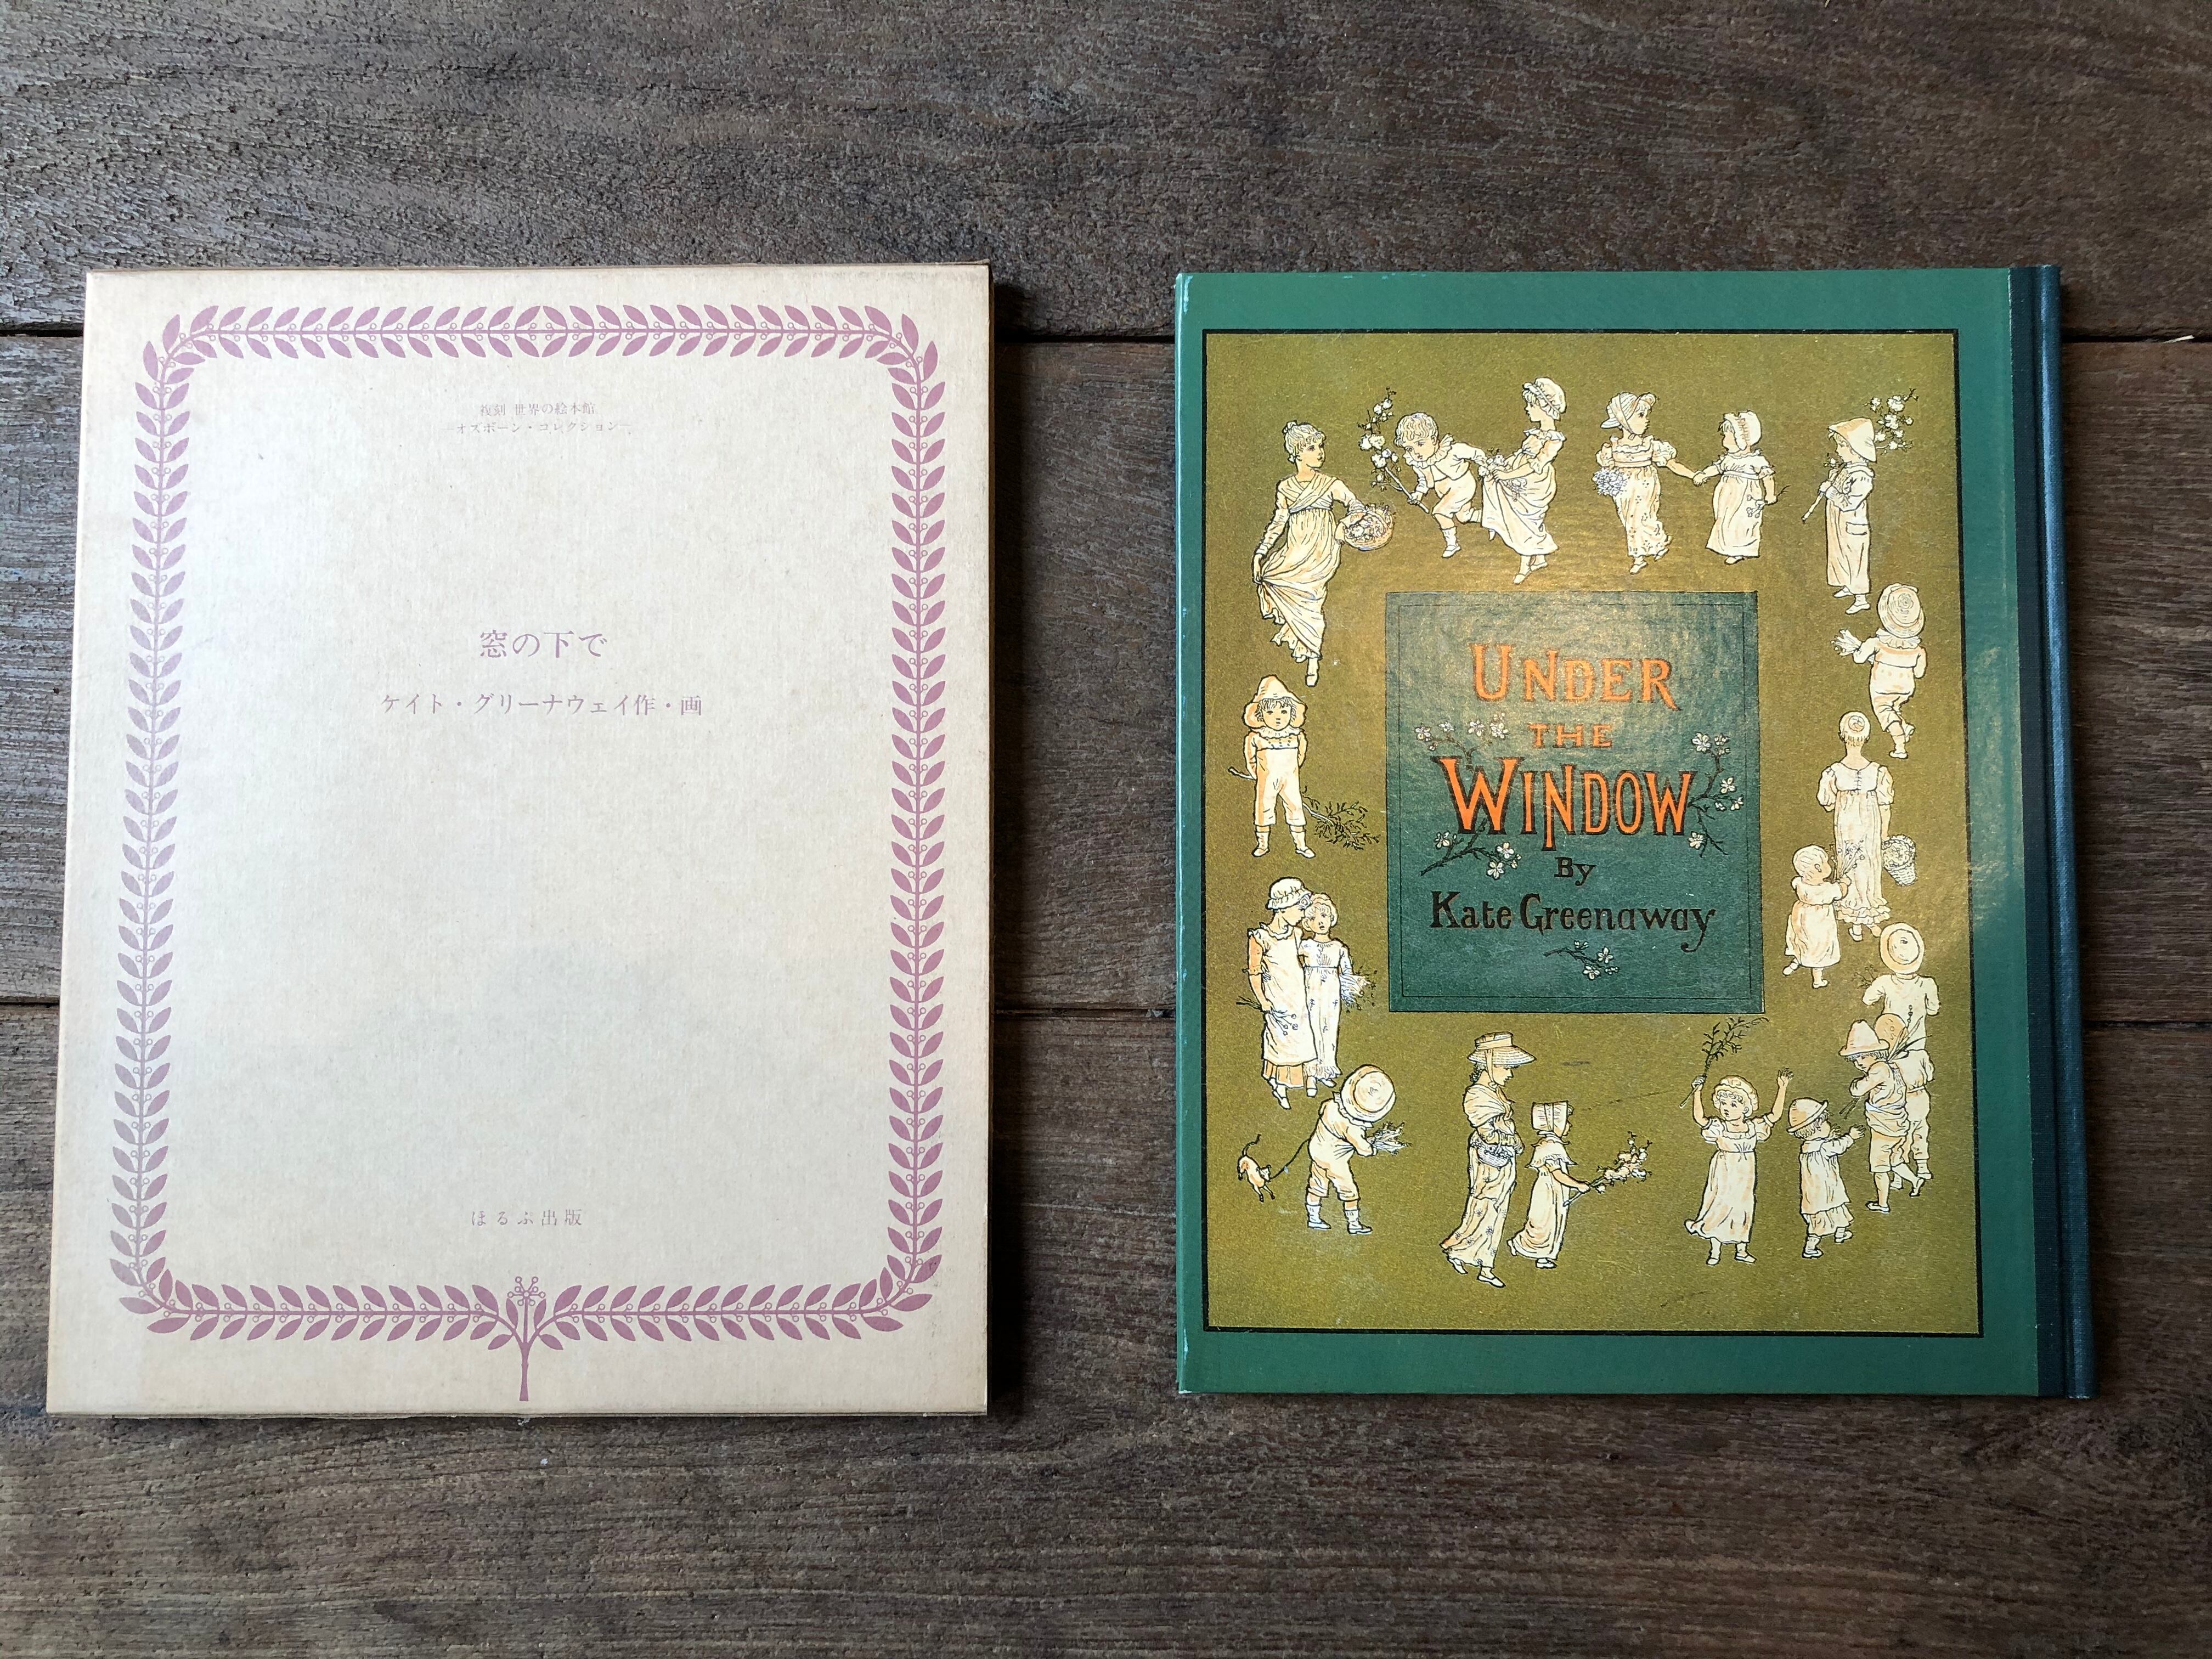 復刻 世界の絵本館
―オズボーン・コレクション―
窓の下で
ケイト・グリーナウェイ作・画
ほるぷ出版
UNDER
THE
WINDOW
By
Kate Greenaway